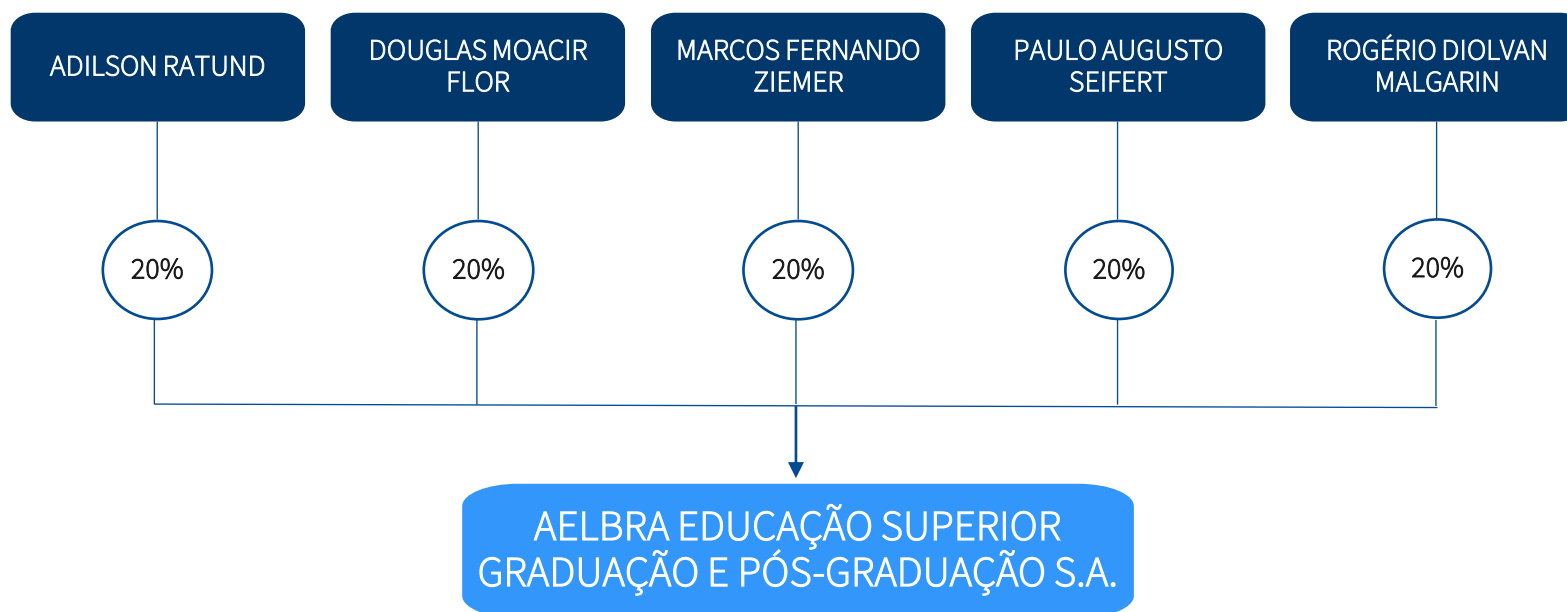 ADILSON RATUND
DOUGLAS MOACIR
FLOR
MARCOS FERNANDO
ZIEMER
PAULO AUGUSTO
SEIFERT
ROGÉRIO DIOLVAN
MALGARIN
20%
20%
20%
20%
20%
AELBRA EDUCAÇÃO SUPERIOR
GRADUAÇÃO E PÓS-GRADUAÇÃO S.A.